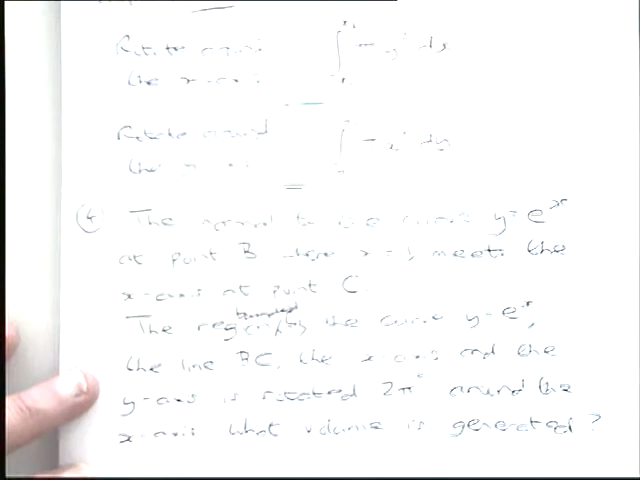 Rotate around
the x-axis
Rotate around
the
④ The normal to the curve y=e^x
at point B where x=1, meets the
x-axis at point C.
bounded
The region by the curve y=e^x,
the line BC, the x-axis and the
y-axis is rotated 2π^c around the
x-axis what volume is generated?